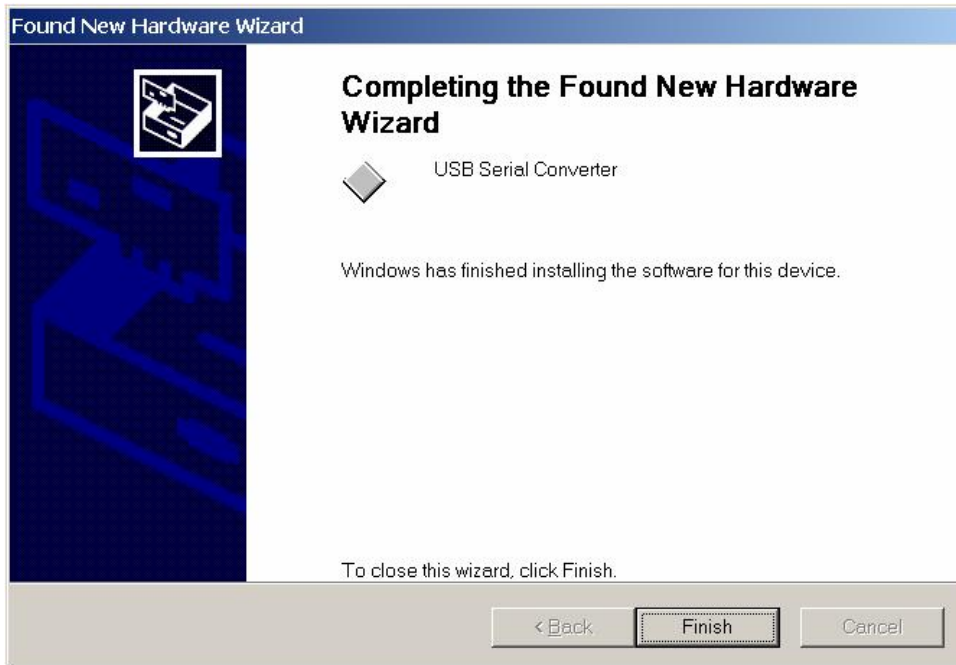 Found New Hardware Wizard
Completing the Found New Hardware
Wizard
USB Serial Converter
Windows has finished installing the software for this device.
To close this wizard, click Finish.
< Back
Finish
Cancel